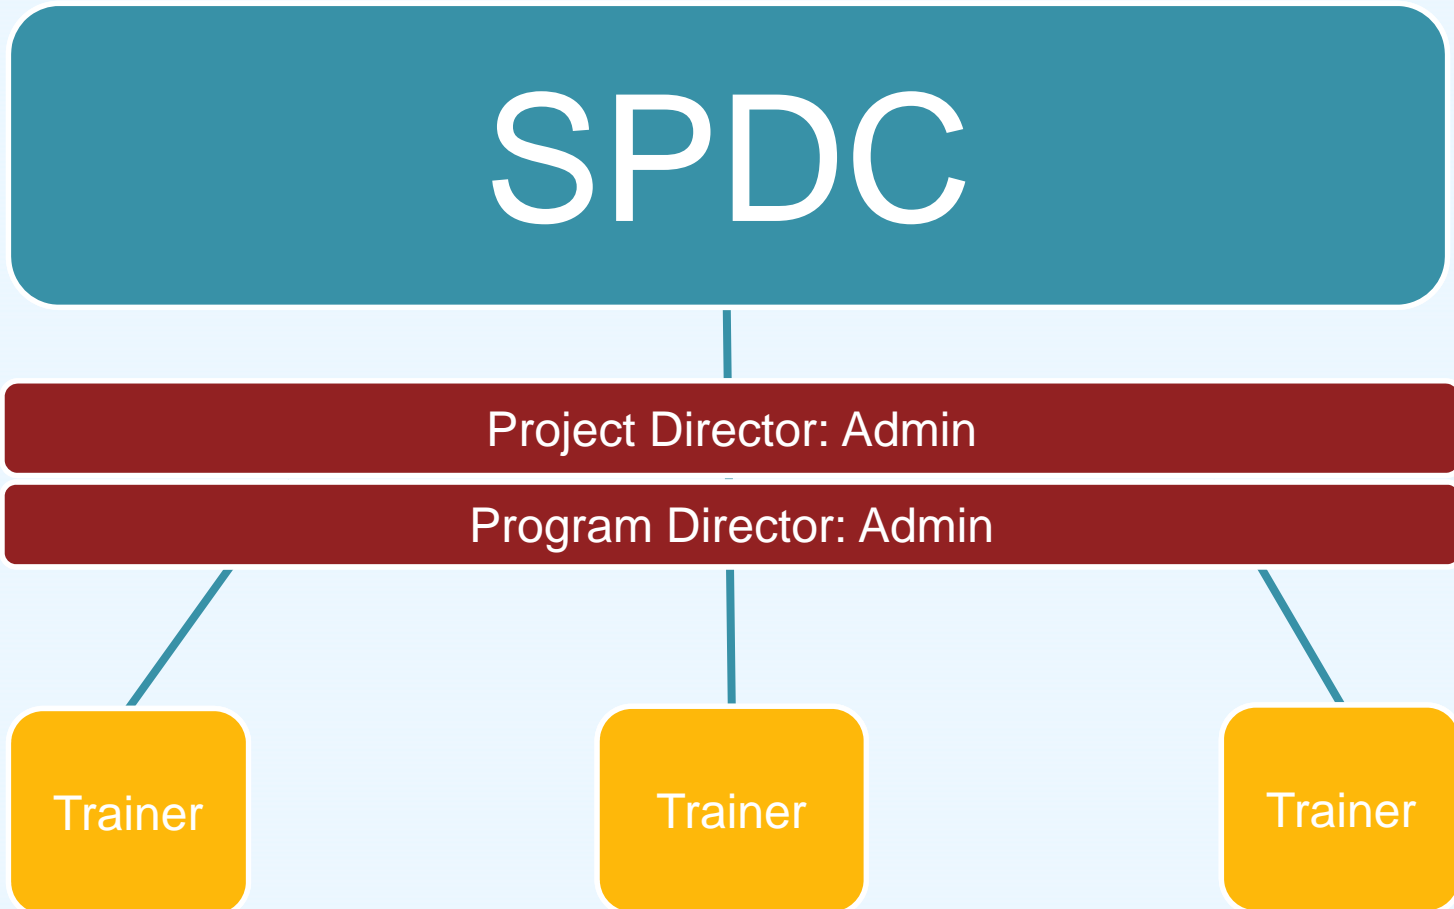 SPDC
Project Director: Admin
Program Director: Admin
Trainer
Trainer
Trainer